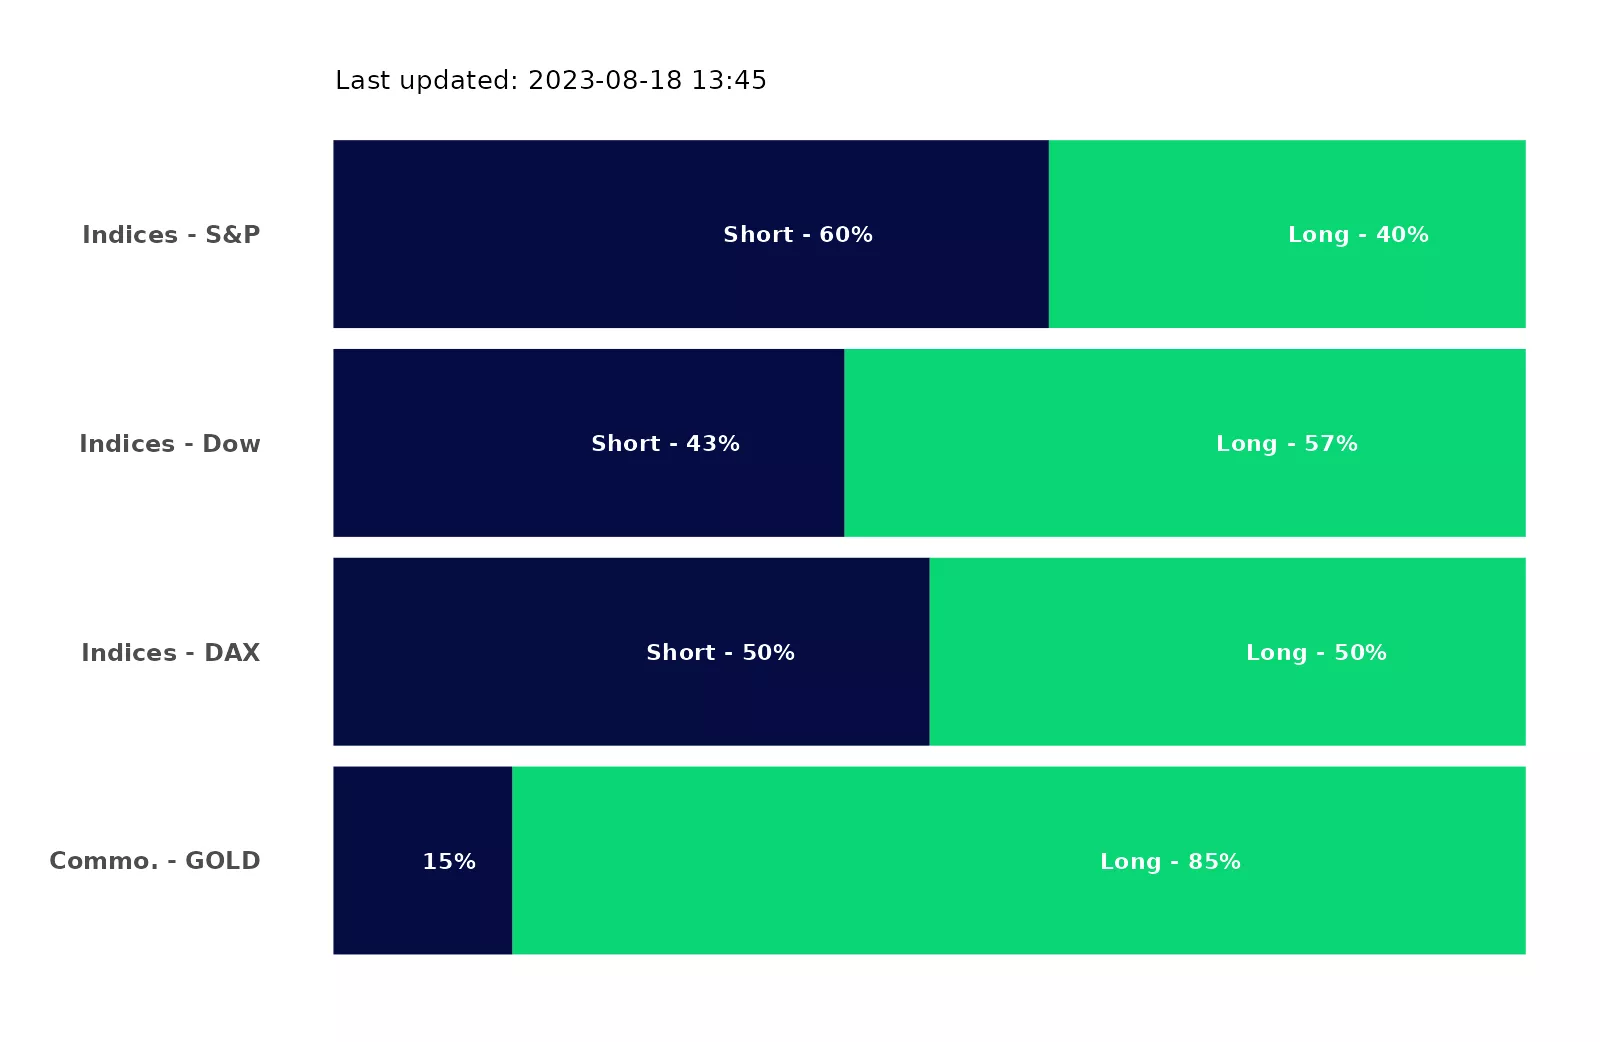 Last updated: 2023-08-18 13:45
Indices - S&P
Short - 60%
Long - 40%
Indices - Dow
Short - 43%
Long - 57%
Indices - DAX
Short - 50%
Long - 50%
Commo. - GOLD
15%
Long - 85%